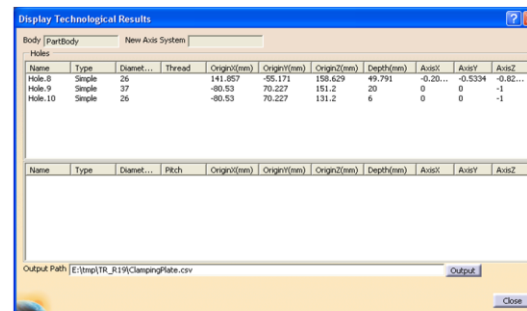 Display Technological Results
?
Body PartBody New Axis System
Holes
Name Type Diamet... Thread OriginX(mm) OriginY(mm) OriginZ(mm) Depth(mm) AxisX AxisY AxisZ
Hole.8 Simple 26 141.857 -55.171 158.629 49.791 -0.20... -0.5334 -0.82...
Hole.9 Simple 37 -80.53 70.227 151.2 20 0 0 -1
Hole.10 Simple 26 -80.53 70.227 131.2 6 0 0 -1
Name Type Diamet... Pitch OriginX(mm) OriginY(mm) OriginZ(mm) Depth(mm) AxisX AxisY AxisZ
Output Path E:\tmp\TR_R19\ClampingPlate.csv Output
Close